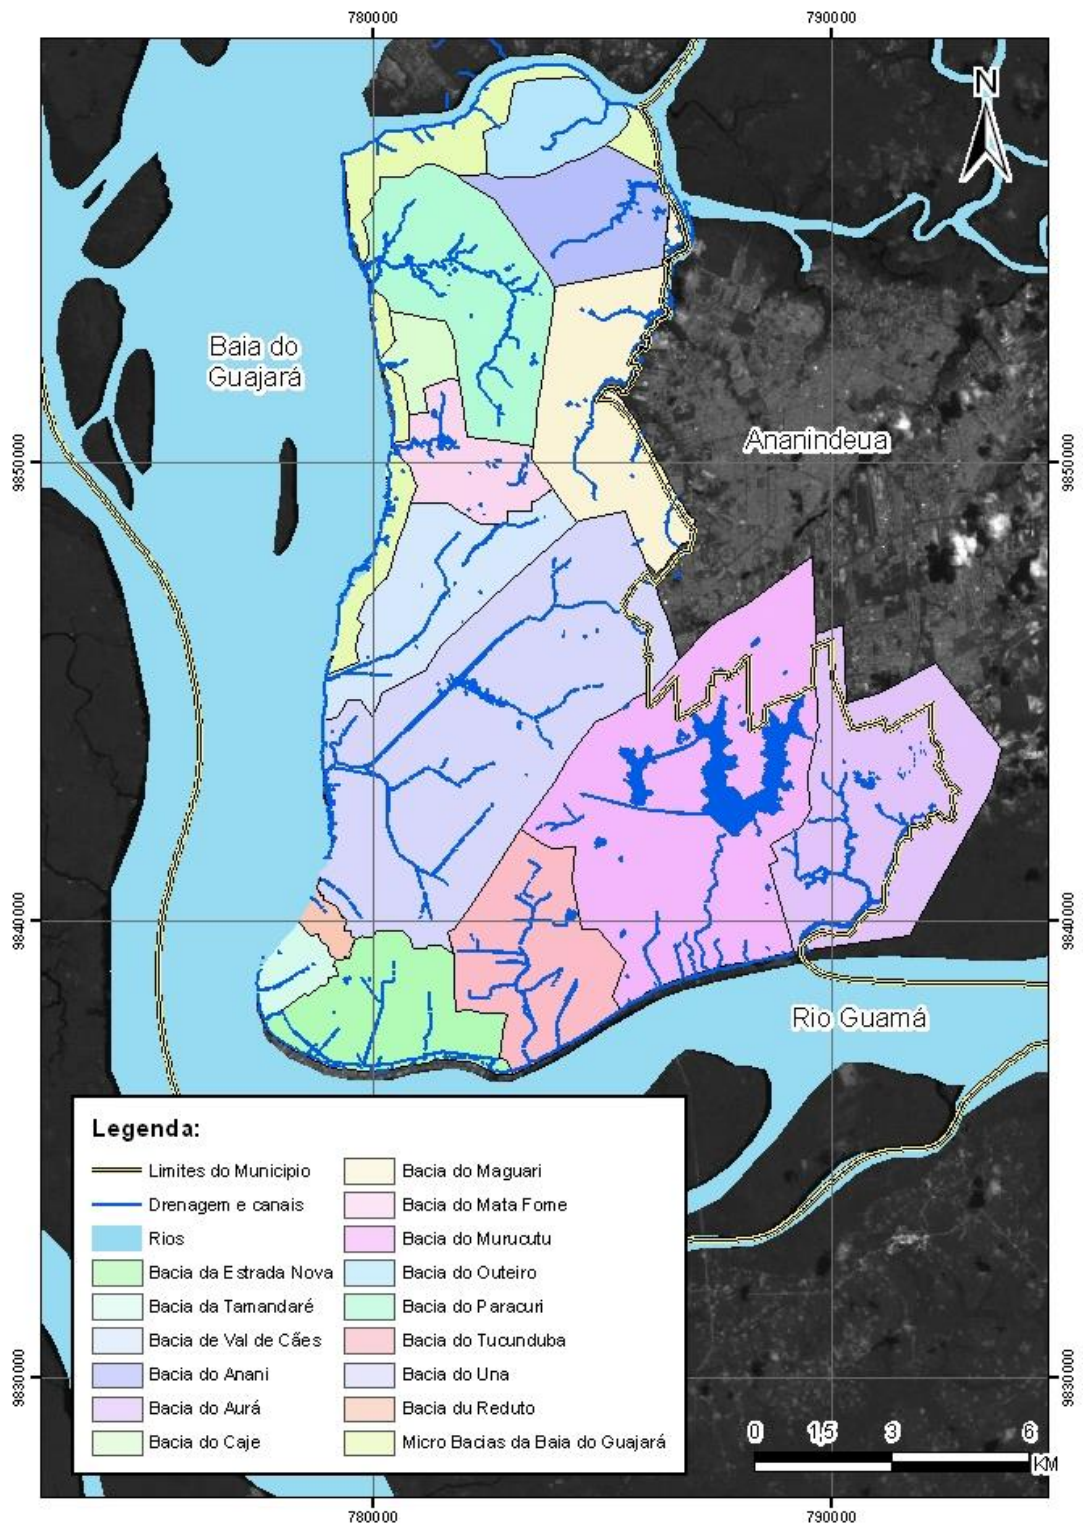 780000 790000
N
Baia do
Guajará
Ananindeua
9850000 9850000
9840000 9840000
Rio Guamá
Legenda:
Limites do Municipio
Drenagem e canais
Rios
Bacia da Estrada Nova
Bacia da Tamandaré
Bacia de Val de Cães
Bacia do Anani
Bacia do Aurá
Bacia do Caje
Bacia do Maguari
Bacia do Mata Fome
Bacia do Murucutu
Bacia do Outeiro
Bacia do Paracuri
Bacia do Tucunduba
Bacia do Una
Bacia du Reduto
Micro Bacias da Baia do Guajará
9830000 9830000
0 1,5 3 6
KM
780000 790000